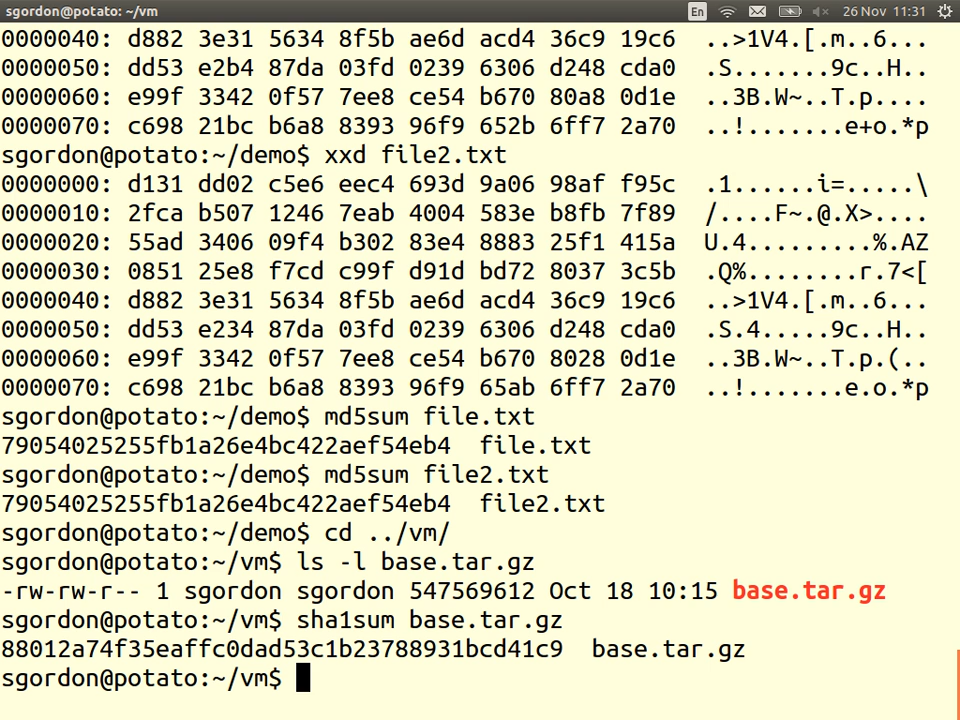 sgordon@potato: ~/vm En 26 Nov 11:31
0000040: d882 3e31 5634 8f5b ae6d acd4 36c9 19c6  ..>1V4.[.m..6...
0000050: dd53 e2b4 87da 03fd 0239 6306 d248 cda0  .S.......9c..H..
0000060: e99f 3342 0f57 7ee8 ce54 b670 80a8 0d1e  ..3B.W~..T.p....
0000070: c698 21bc b6a8 8393 96f9 652b 6ff7 2a70  ..!.......e+o.*p
sgordon@potato:~/demo$ xxd file2.txt
0000000: d131 dd02 c5e6 eec4 693d 9a06 98af f95c  .1......i=.....\
0000010: 2fca b507 1246 7eab 4004 583e b8fb 7f89  /....F~.@.X>....
0000020: 55ad 3406 09f4 b302 83e4 8883 25f1 415a  U.4.........%.AZ
0000030: 0851 25e8 f7cd c99f d91d bd72 8037 3c5b  .Q%........r.7<[
0000040: d882 3e31 5634 8f5b ae6d acd4 36c9 19c6  ..>1V4.[.m..6...
0000050: dd53 e234 87da 03fd 0239 6306 d248 cda0  .S.4.....9c..H..
0000060: e99f 3342 0f57 7ee8 ce54 b670 8028 0d1e  ..3B.W~..T.p.(..
0000070: c698 21bc b6a8 8393 96f9 65ab 6ff7 2a70  ..!.......e.o.*p
sgordon@potato:~/demo$ md5sum file.txt
79054025255fb1a26e4bc422aef54eb4  file.txt
sgordon@potato:~/demo$ md5sum file2.txt
79054025255fb1a26e4bc422aef54eb4  file2.txt
sgordon@potato:~/demo$ cd ../vm/
sgordon@potato:~/vm$ ls -l base.tar.gz
-rw-rw-r-- 1 sgordon sgordon 547569612 Oct 18 10:15 base.tar.gz
sgordon@potato:~/vm$ sha1sum base.tar.gz
88012a74f35eaffc0dad53c1b23788931bcd41c9  base.tar.gz
sgordon@potato:~/vm$